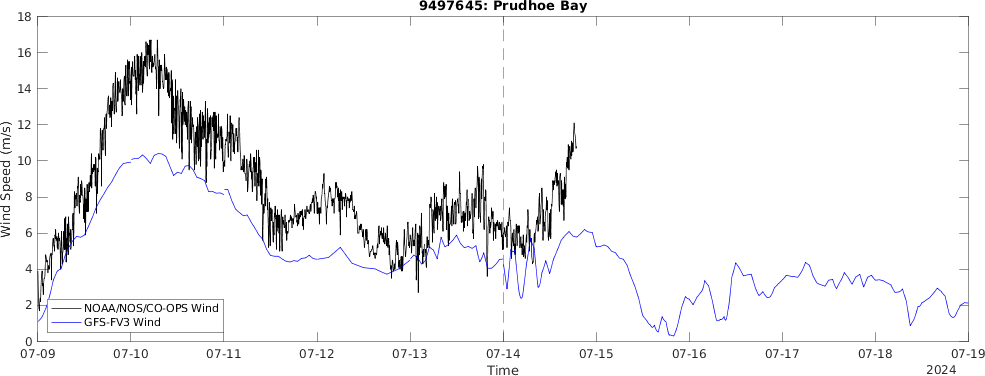 9497645: Prudhoe Bay
Wind Speed (m/s)
18
16
14
12
10
8
6
4
2
0
NOAA/NOS/CO-OPS Wind
GFS-FV3 Wind
07-09 07-10 07-11 07-12 07-13 07-14 07-15 07-16 07-17 07-18 07-19
Time
2024